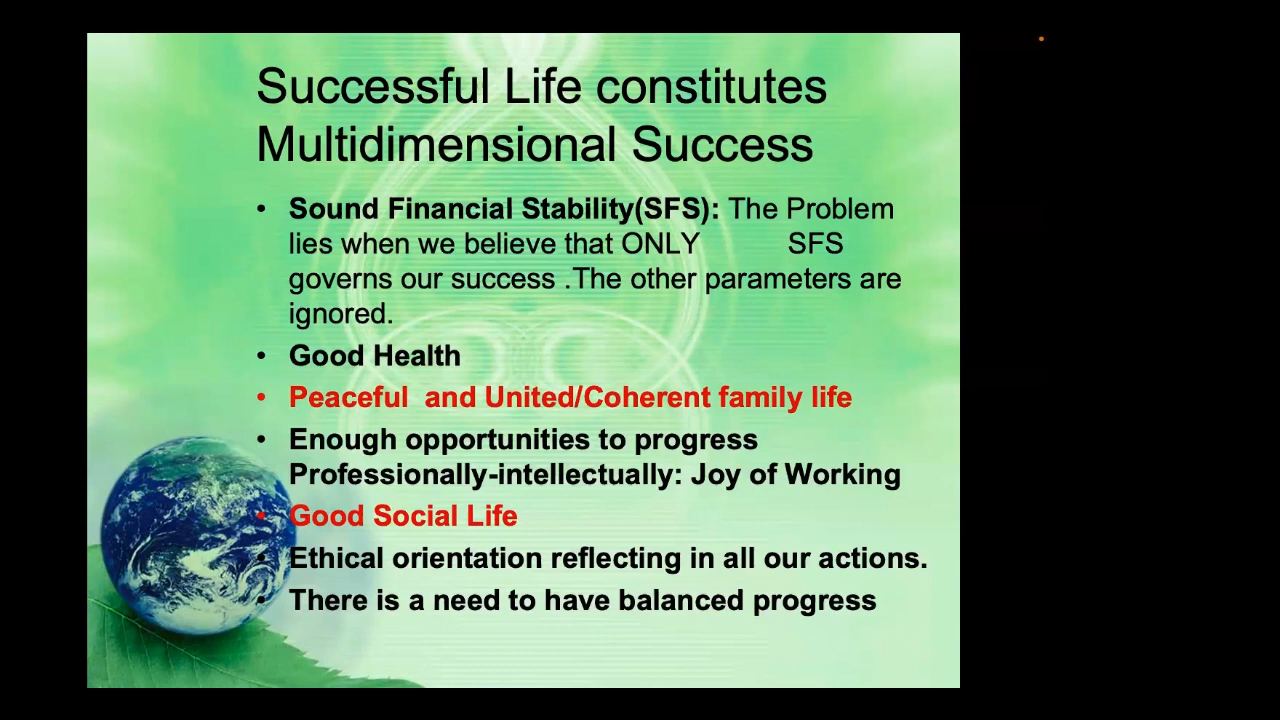 Successful Life constitutes
Multidimensional Success
• Sound Financial Stability(SFS): The Problem
lies when we believe that ONLY SFS
governs our success .The other parameters are
ignored.
• Good Health
• Peaceful and United/Coherent family life
• Enough opportunities to progress
Professionally-intellectually: Joy of Working
• Good Social Life
• Ethical orientation reflecting in all our actions.
• There is a need to have balanced progress